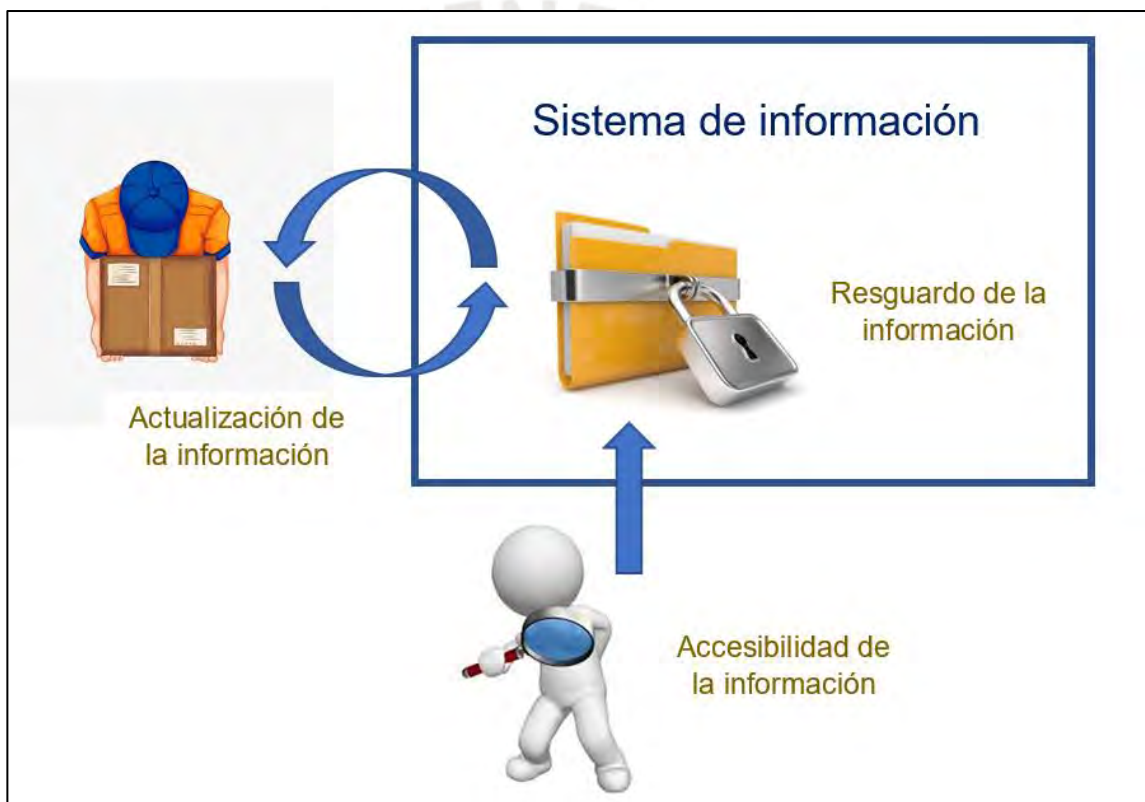 Sistema de información
Resguardo de la
información
Actualización de
la información
Accesibilidad de
la información